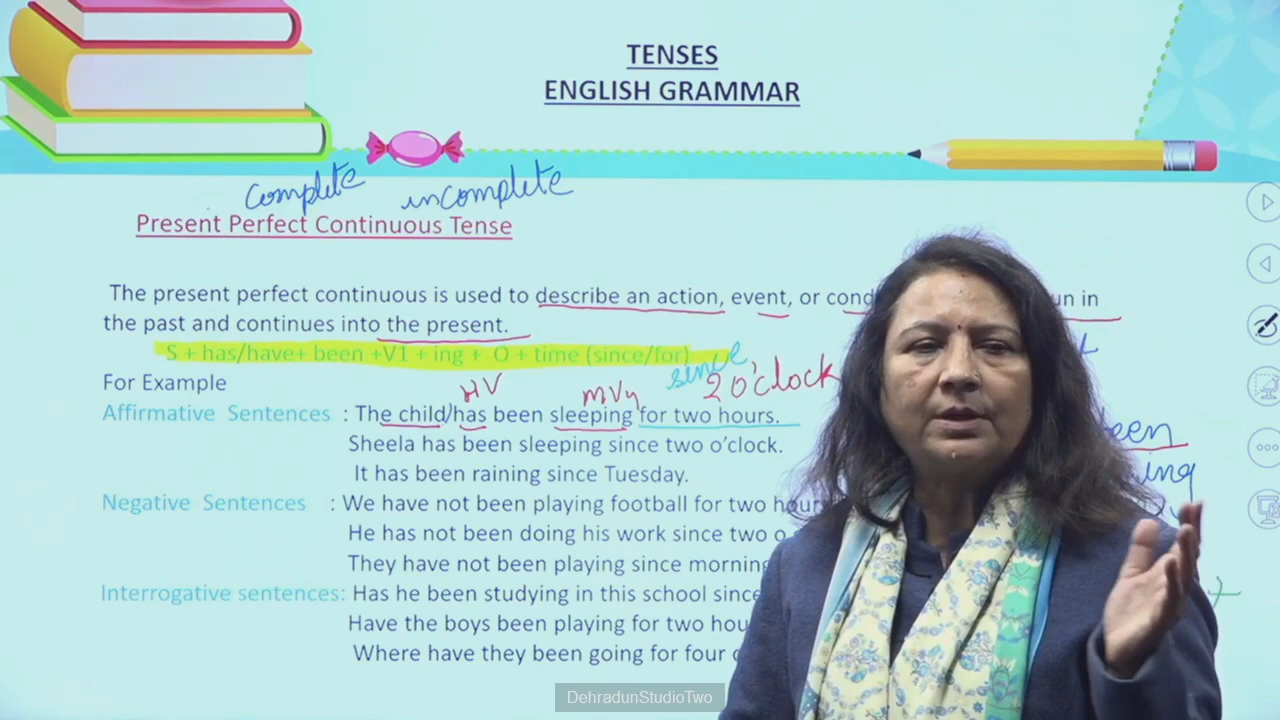 TENSES
ENGLISH GRAMMAR
complete incomplete
Present Perfect Continuous Tense
The present perfect continuous is used to describe an action, event, or un in
the past and continues into the present.
S + has/have+ been +V1 + ing + O + time (since/for)
since
2 o'clock
For Example
HV
Affirmative Sentences : The child/has been sleeping for two hours.
Sheela has been sleeping since two o'clock.
een
It has been raining since Tuesday.
ing
Negative Sentences : We have not been playing football for two hours
He has not been doing his work since two o
They have not been playing since morning
Interrogative sentences: Has he been studying in this school since
Have the boys been playing for two hou
Where have they been going for four
DehradunStudioTwo